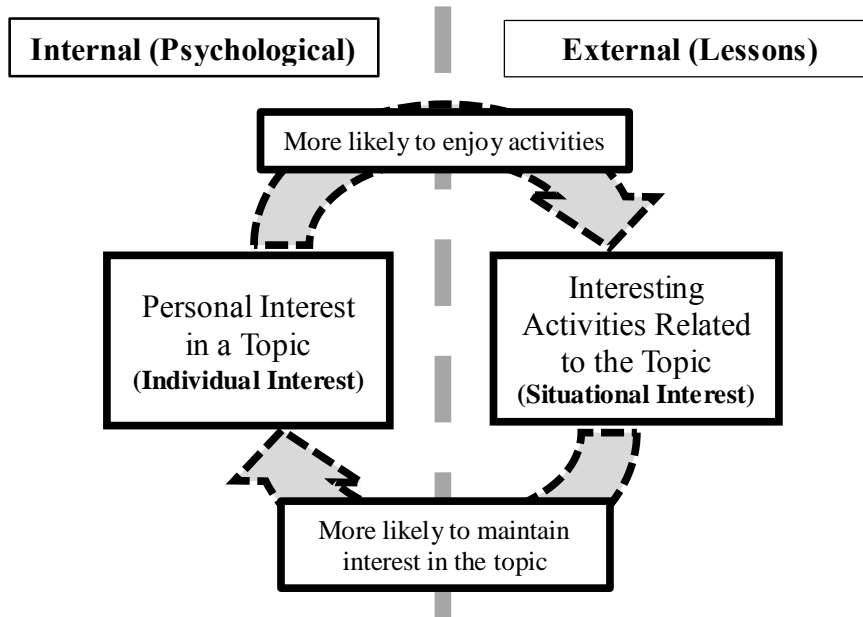 Internal (Psychological)
External (Lessons)
More likely to enjoy activities
Personal Interest
in a Topic
(Individual Interest)
Interesting
Activities Related
to the Topic
(Situational Interest)
More likely to maintain
interest in the topic